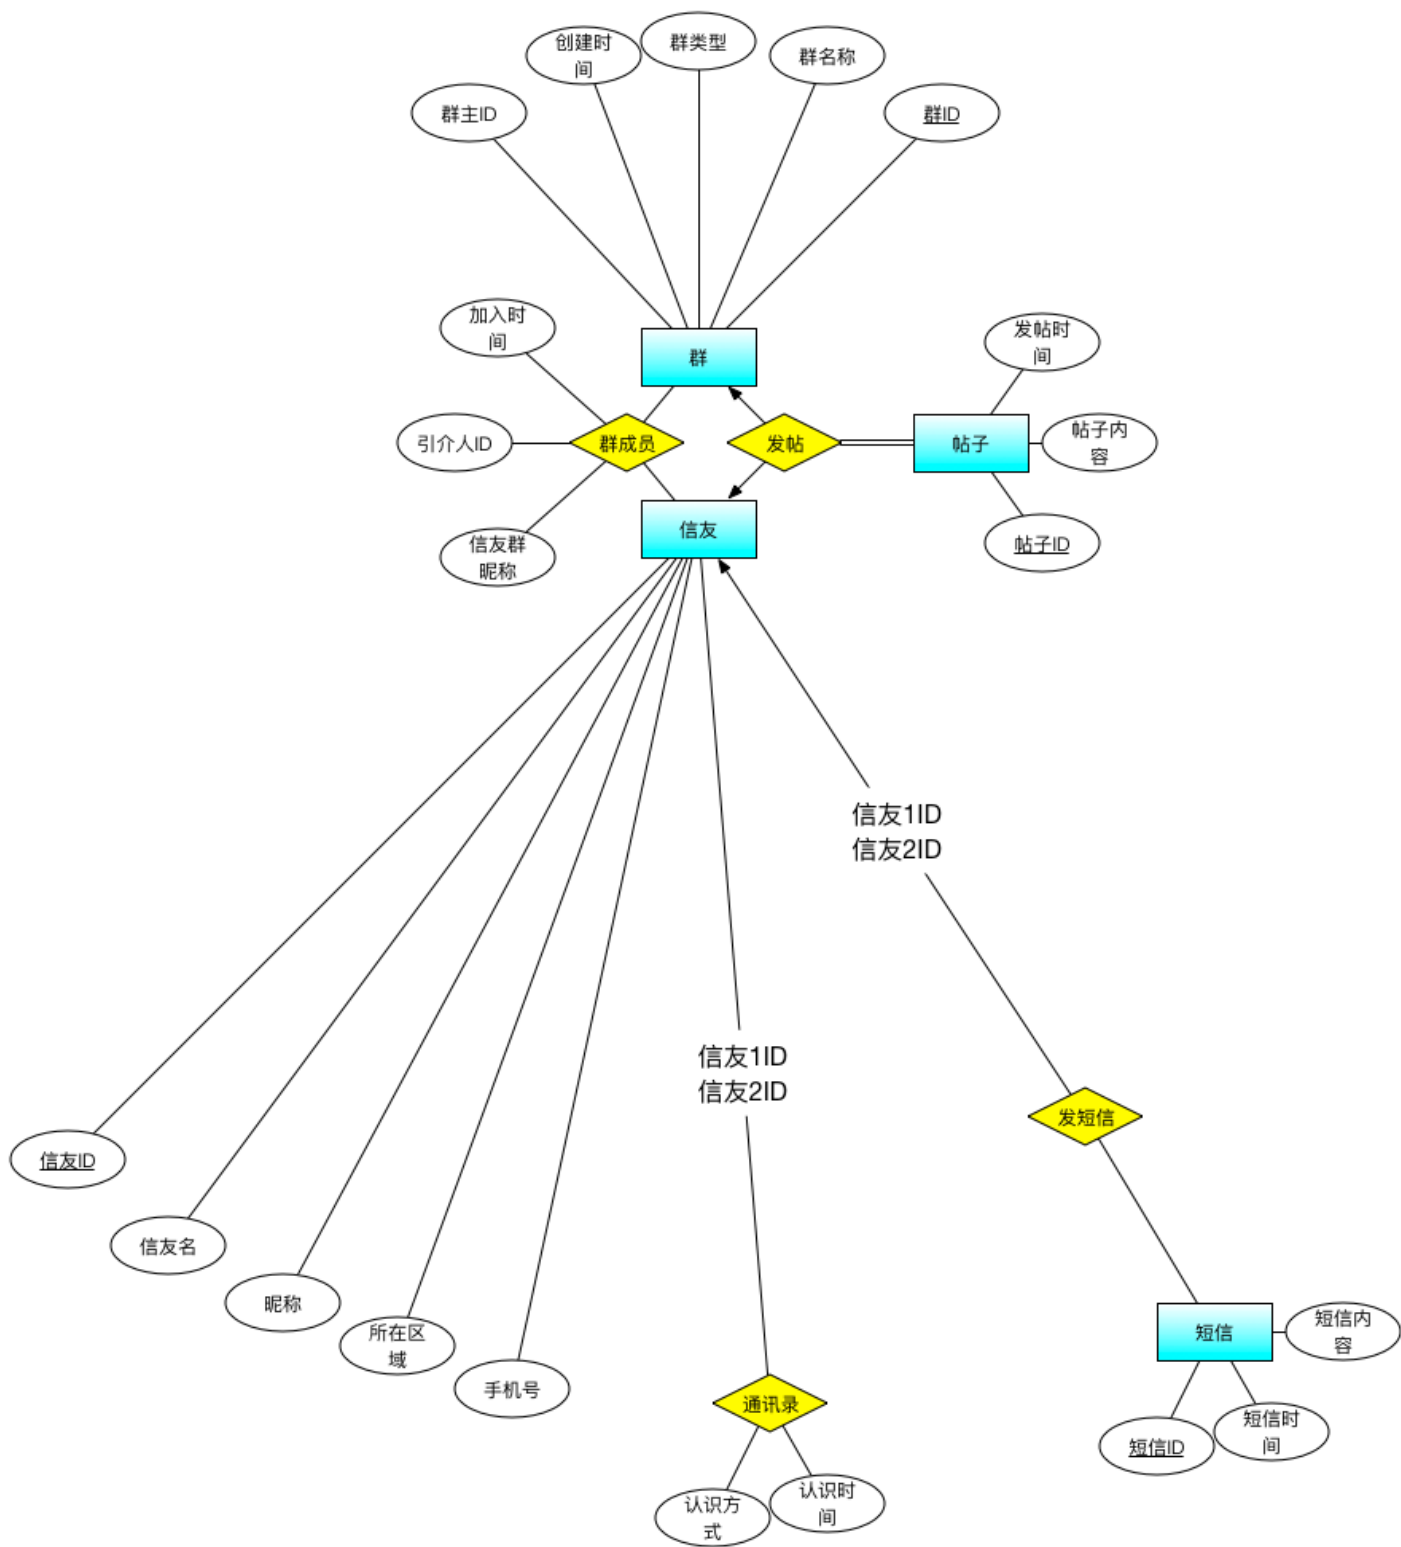 创建时
间
群类型
群名称
群主ID
群ID
加入时
间
群
发帖时
间
引介人ID
群成员
发帖
帖子
帖子内
容
信友群
昵称
信友
帖子ID
信友1ID
信友2ID
信友1ID
信友2ID
发短信
信友ID
信友名
昵称
所在区
域
手机号
短信
短信内
容
通讯录
短信ID
短信时
间
认识方
式
认识时
间